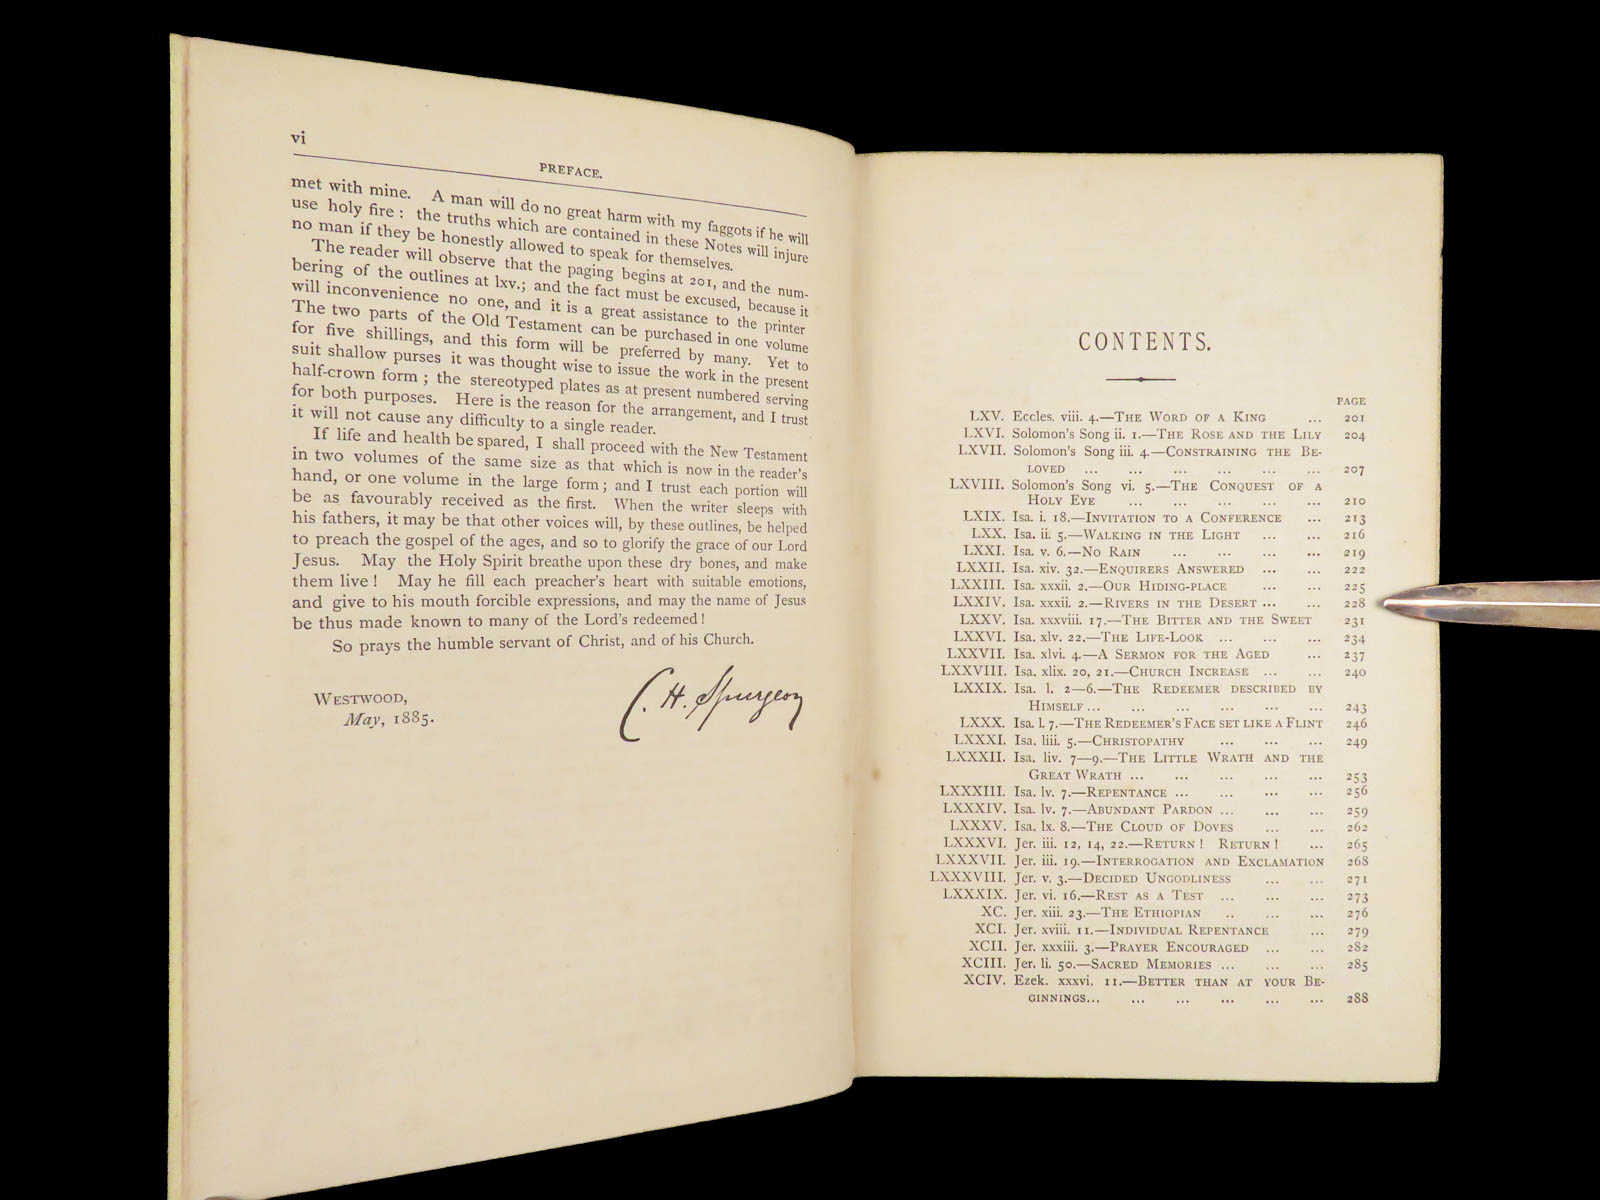 vi
PREFACE.
met with mine. A man will do no great harm with my faggots if he will
use holy fire: the truths which are contained in these Notes will injure
no man if they be honestly allowed to speak for themselves.
The reader will observe that the paging begins at 201, and the num-
bering of the outlines at lxv.; and the fact must be excused, because it
will inconvenience no one, and it is a great assistance to the printer
The two parts of the Old Testament can be purchased in one volume
for five shillings, and this form will be preferred by many. Yet to
suit shallow purses it was thought wise to issue the work in the present
half-crown form; the stereotyped plates as at present numbered serving
for both purposes. Here is the reason for the arrangement, and I trust
it will not cause any difficulty to a single reader.
If life and health be spared, I shall proceed with the New Testament
in two volumes of the same size as that which is now in the reader's
hand, or one volume in the large form; and I trust each portion will
be as favourably received as the first. When the writer sleeps with
his fathers, it may be that other voices will, by these outlines, be helped
to preach the gospel of the ages, and so to glorify the grace of our Lord
Jesus. May the Holy Spirit breathe upon these dry bones, and make
them live! May he fill each preacher's heart with suitable emotions,
and give to his mouth forcible expressions, and may the name of Jesus
be thus made known to many of the Lord's redeemed!
So prays the humble servant of Christ, and of his Church.
C. H. Spurgeon
WESTWOOD,
May, 1885.
CONTENTS.
PAGE
LXV. Eccles. viii. 4.—THE WORD OF A KING ... 201
LXVI. Solomon's Song ii. 1.—THE ROSE AND THE LILY 204
LXVII. Solomon's Song iii. 4.—CONSTRAINING THE BE-
LOVED ... ... ... ... ... ... 207
LXVIII. Solomon's Song vi. 5.—THE CONQUEST OF A
HOLY EYE ... ... ... ... ... 210
LXIX. Isa. i. 18.—INVITATION TO A CONFERENCE ... 213
LXX. Isa. ii. 5.—WALKING IN THE LIGHT ... ... 216
LXXI. Isa. v. 6.—NO RAIN ... ... ... ... 219
LXXII. Isa. xiv. 32.—ENQUIRERS ANSWERED ... ... 222
LXXIII. Isa. xxxii. 2.—OUR HIDING-PLACE ... ... 225
LXXIV. Isa. xxxii. 2.—RIVERS IN THE DESERT ... ... 228
LXXV. Isa. xxxviii. 17.—THE BITTER AND THE SWEET 231
LXXVI. Isa. xlv. 22.—THE LIFE-LOOK ... ... ... 234
LXXVII. Isa. xlvi. 4.—A SERMON FOR THE AGED ... 237
LXXVIII. Isa. xlix. 20, 21.—CHURCH INCREASE ... ... 240
LXXIX. Isa. l. 2—6.—THE REDEEMER DESCRIBED BY
HIMSELF ... ... ... ... ... ... 243
LXXX. Isa. l. 7.—THE REDEEMER'S FACE SET LIKE A FLINT 246
LXXXI. Isa. liii. 5.—CHRISTOPATHY ... ... ... 249
LXXXII. Isa. liv. 7—9.—THE LITTLE WRATH AND THE
GREAT WRATH ... ... ... ... ... 253
LXXXIII. Isa. lv. 7.—REPENTANCE ... ... ... ... 256
LXXXIV. Isa. lv. 7.—ABUNDANT PARDON ... ... ... 259
LXXXV. Isa. lx. 8.—THE CLOUD OF DOVES ... ... 262
LXXXVI. Jer. iii. 12, 14, 22.—RETURN! RETURN! ... 265
LXXXVII. Jer. iii. 19.—INTERROGATION AND EXCLAMATION 268
LXXXVIII. Jer. v. 3.—DECIDED UNGODLINESS ... ... 271
LXXXIX. Jer. vi. 16.—REST AS A TEST ... ... ... 273
XC. Jer. xiii. 23.—THE ETHIOPIAN .. ... ... 276
XCI. Jer. xviii. 11.—INDIVIDUAL REPENTANCE ... 279
XCII. Jer. xxxiii. 3.—PRAYER ENCOURAGED ... ... 282
XCIII. Jer. li. 50.—SACRED MEMORIES ... ... ... 285
XCIV. Ezek. xxxvi. 11.—BETTER THAN AT YOUR BE-
GINNINGS... ... ... ... ... ... 288